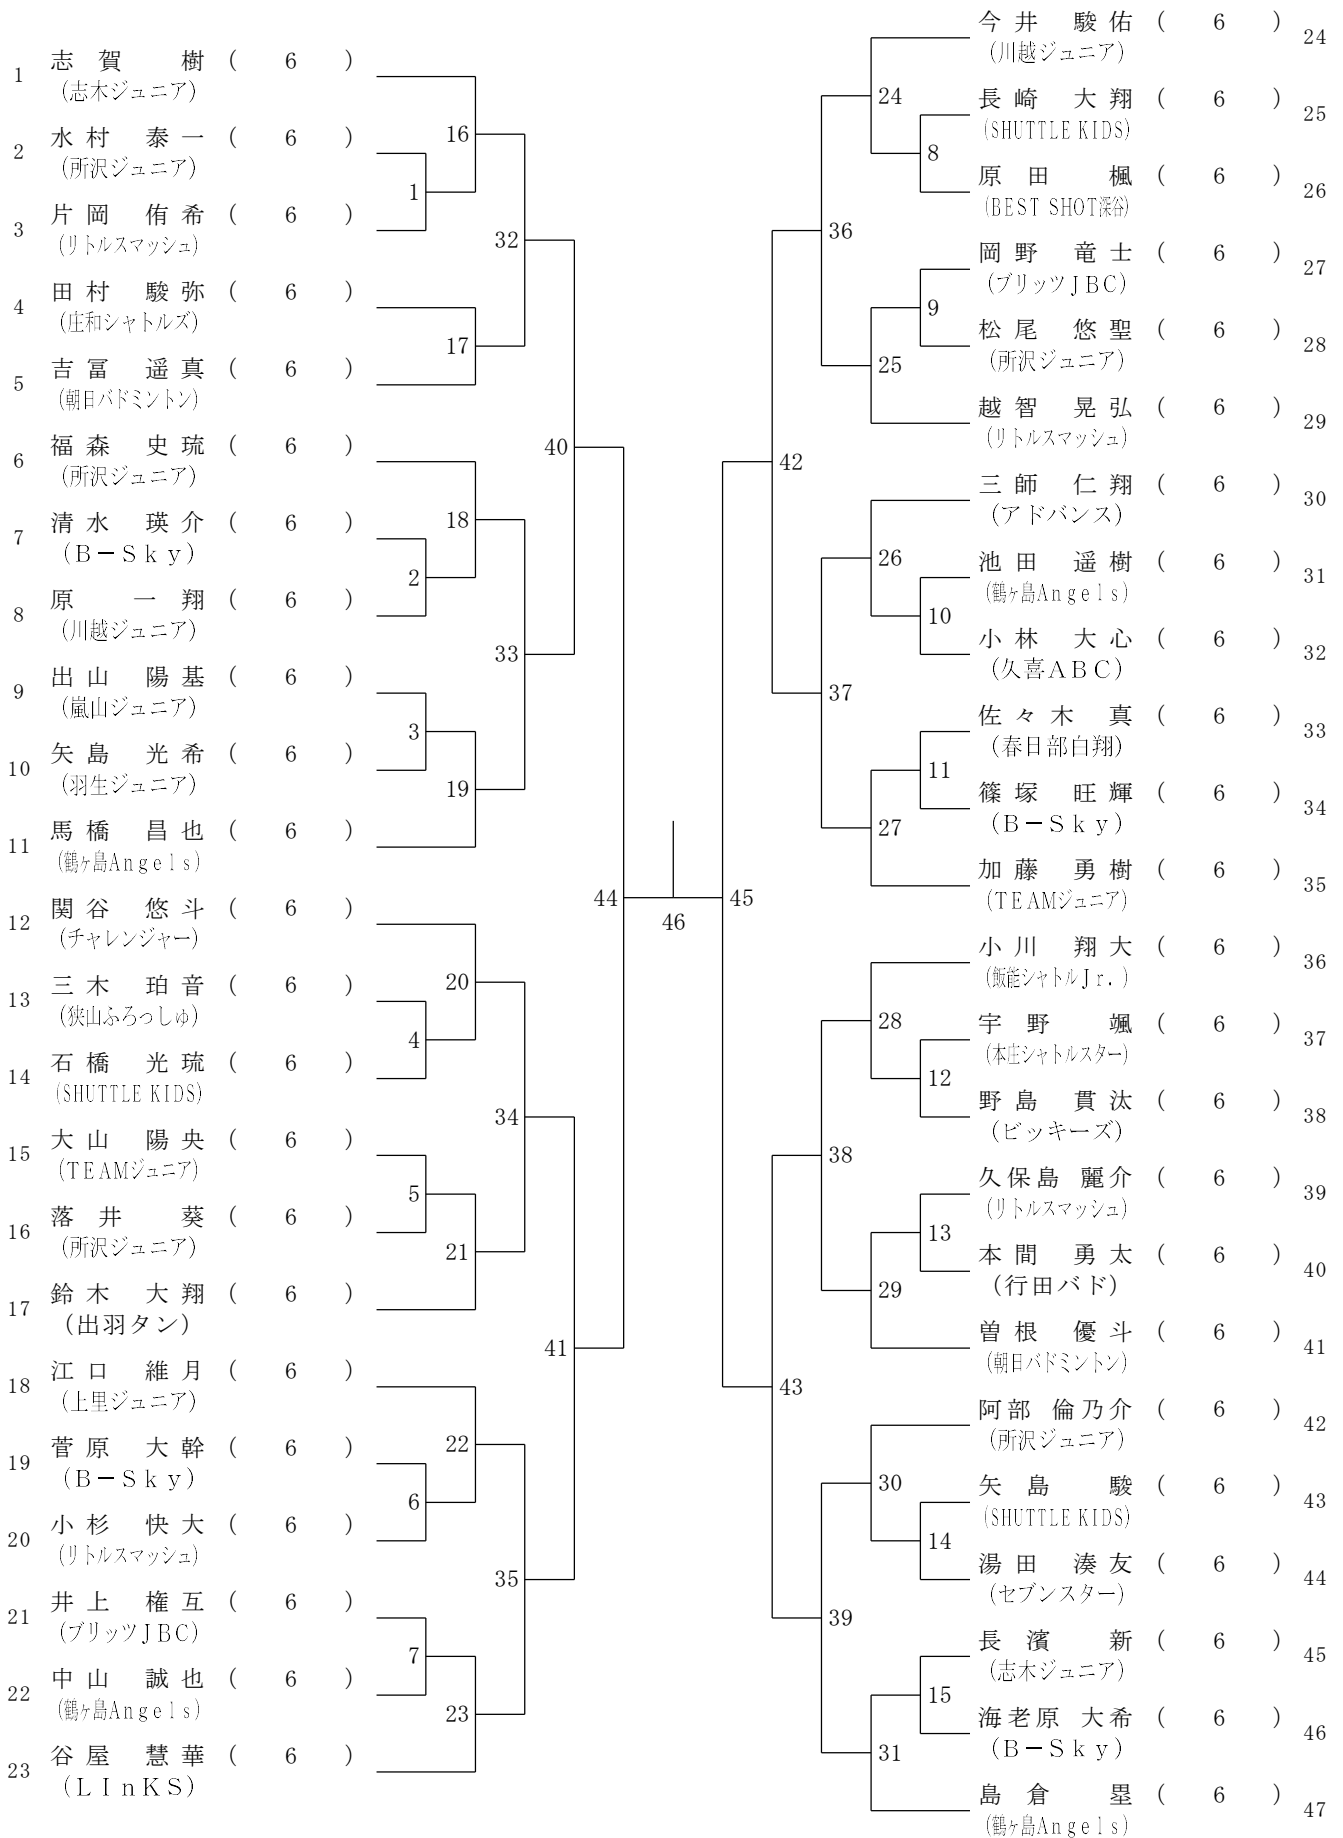 1 志賀 樹 ( 6 )
(志木ジュニア)
2 水村 泰一 ( 6 )
(所沢ジュニア)
3 片岡 侑希 ( 6 )
(リトルスマッシュ)
4 田村 駿弥 ( 6 )
(庄和シャトルズ)
5 吉冨 遥真 ( 6 )
(朝日バドミントン)
6 福森 史琉 ( 6 )
(所沢ジュニア)
7 清水 瑛介 ( 6 )
(B-Sky)
8 原 一翔 ( 6 )
(川越ジュニア)
9 出山 陽基 ( 6 )
(嵐山ジュニア)
10 矢島 光希 ( 6 )
(羽生ジュニア)
11 馬橋 昌也 ( 6 )
(鶴ヶ島Angels)
12 関谷 悠斗 ( 6 )
(チャレンジャー)
13 三木 珀音 ( 6 )
(狭山ふろっしゅ)
14 石橋 光琉 ( 6 )
(SHUTTLE KIDS)
15 大山 陽央 ( 6 )
(TEAMジュニア)
16 落井 葵 ( 6 )
(所沢ジュニア)
17 鈴木 大翔 ( 6 )
(出羽タン)
18 江口 維月 ( 6 )
(上里ジュニア)
19 菅原 大幹 ( 6 )
(B-Sky)
20 小杉 快大 ( 6 )
(リトルスマッシュ)
21 井上 権互 ( 6 )
(ブリッツJBC)
22 中山 誠也 ( 6 )
(鶴ヶ島Angels)
23 谷屋 慧華 ( 6 )
(LInKS)
1
2
3
4
5
6
7
16
17
18
19
20
21
22
23
32
33
34
35
40
41
44
46
45
42
43
36
37
38
39
24
25
26
27
28
29
30
31
8
9
10
11
12
13
14
15
今井 駿佑 ( 6 ) 24
(川越ジュニア)
長崎 大翔 ( 6 ) 25
(SHUTTLE KIDS)
原田 楓 ( 6 ) 26
(BEST SHOT深谷)
岡野 竜士 ( 6 ) 27
(ブリッツJBC)
松尾 悠聖 ( 6 ) 28
(所沢ジュニア)
越智 晃弘 ( 6 ) 29
(リトルスマッシュ)
三師 仁翔 ( 6 ) 30
(アドバンス)
池田 遥樹 ( 6 ) 31
(鶴ヶ島Angels)
小林 大心 ( 6 ) 32
(久喜ABC)
佐々木 真 ( 6 ) 33
(春日部白翔)
篠塚 旺輝 ( 6 ) 34
(B-Sky)
加藤 勇樹 ( 6 ) 35
(TEAMジュニア)
小川 翔大 ( 6 ) 36
(飯能シャトルJr.)
宇野 颯 ( 6 ) 37
(本庄シャトルスター)
野島 貫汰 ( 6 ) 38
(ビッキーズ)
久保島 麗介 ( 6 ) 39
(リトルスマッシュ)
本間 勇太 ( 6 ) 40
(行田バド)
曽根 優斗 ( 6 ) 41
(朝日バドミントン)
阿部 倫乃介 ( 6 ) 42
(所沢ジュニア)
矢島 駿 ( 6 ) 43
(SHUTTLE KIDS)
湯田 湊友 ( 6 ) 44
(セブンスター)
長濱 新 ( 6 ) 45
(志木ジュニア)
海老原 大希 ( 6 ) 46
(B-Sky)
島倉 塁 ( 6 ) 47
(鶴ヶ島Angels)